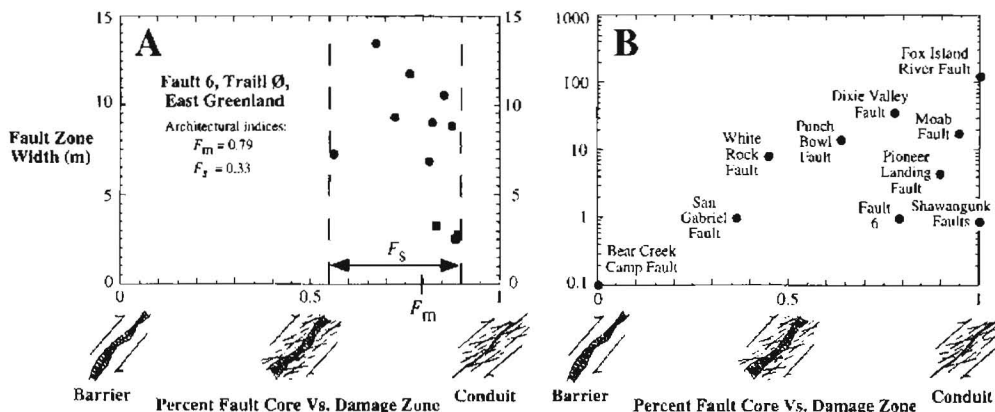 A
Fault 6, Traill Ø,
East Greenland
Architectural indices:
Fm = 0.79
Fs = 0.33
Fault Zone
Width (m)
15
10
5
0
15
10
5
0
Fs
0
0.5
1
Fm
Barrier
Conduit
Percent Fault Core Vs. Damage Zone
B
1000
100
10
1
0.1
Fox Island
River Fault
Dixie Valley
Fault
Moab
Fault
White
Rock
Fault
Punch
Bowl
Fault
Pioneer
Landing
Fault
San
Gabriel
Fault
Fault
6
Shawangunk
Faults
Bear Creek
Camp Fault
0
0.5
1
Barrier
Conduit
Percent Fault Core Vs. Damage Zone